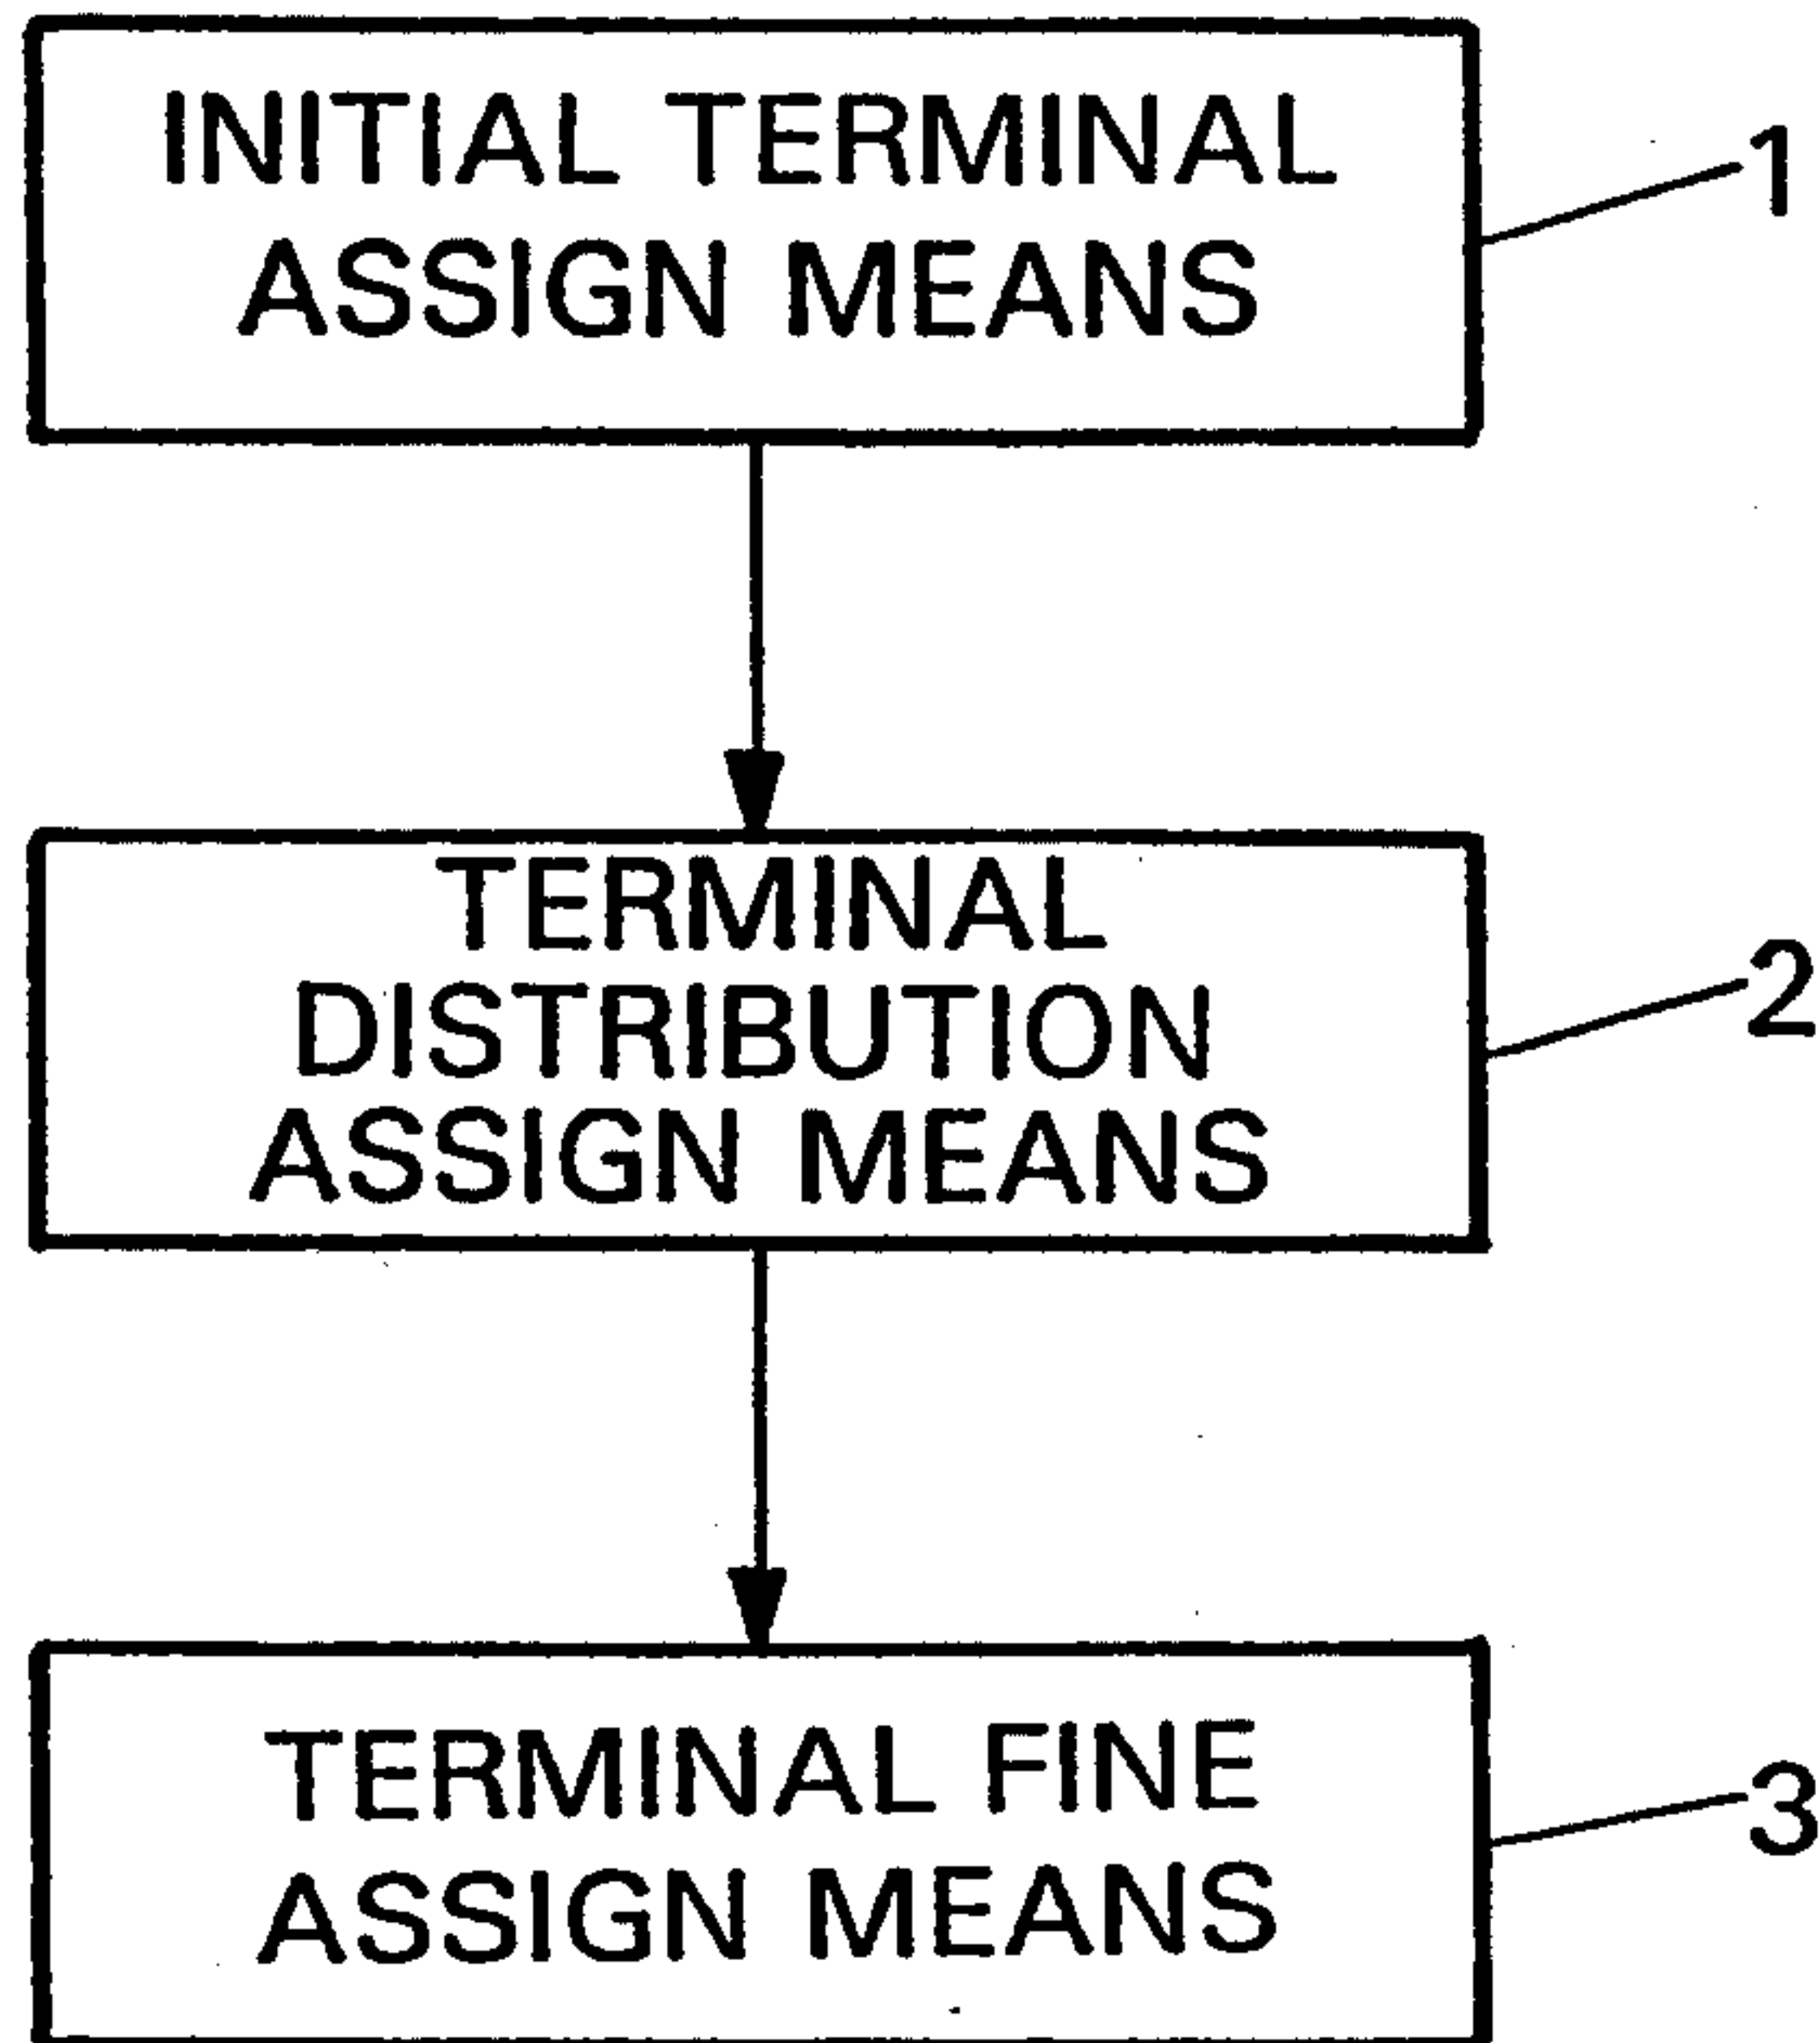 INITIAL TERMINAL
ASSIGN MEANS
1
TERMINAL
DISTRIBUTION
ASSIGN MEANS
2
TERMINAL FINE
ASSIGN MEANS
3